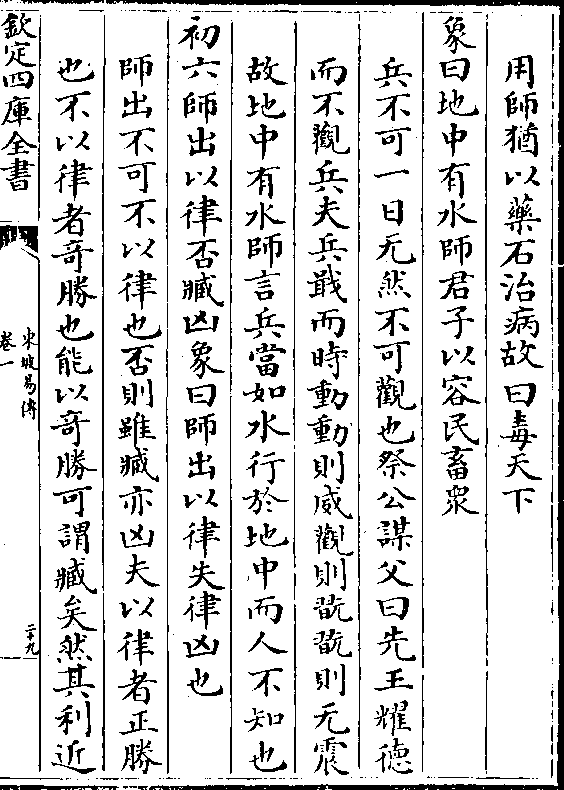 用師猶以藥石治病故曰毒天下
象曰地中有水師君子以容民畜衆
兵不可一日无然不可觀也祭公謀父曰先王耀德
而不觀兵夫兵戢而時動動則威觀則翫翫則无震
故地中有水師言兵當如水行於地中而人不知也
初六師出以律否臧凶象曰師出以律失律凶也
師出不可不以律也否則雖臧亦凶夫以律者正勝
也不以律者竒勝也能以竒勝可謂臧矣然其利近
欽定四庫全書
東坡易傳
卷一
二十九